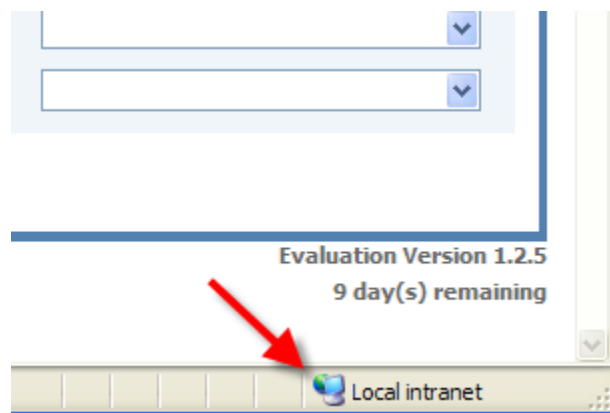 Evaluation Version 1.2.5
9 day(s) remaining
Local intranet